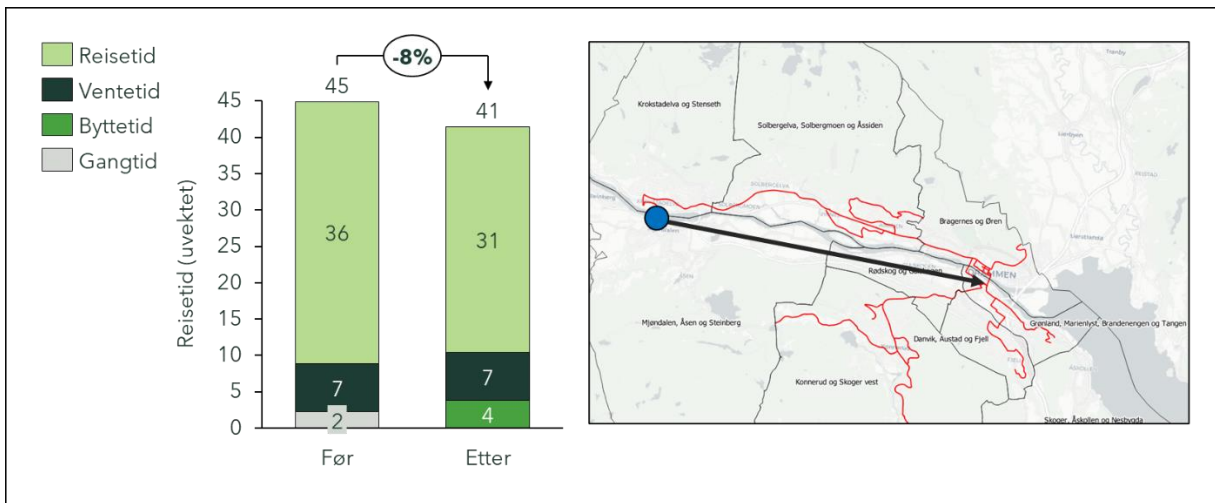 Reisetid
Ventetid
Byttetid
Gangtid
-8%
45
41
Reisetid (uvektet)
45
40
35
30
25
20
15
10
5
0
36
7
2
31
7
4
Før
Etter
Tranby
Krokstadelva og Stenseth
Solbergelva, Solbergmoen og Åssiden
Bragernes og Øren
Mjøndalen, Åsen og Steinberg
Grønland, Marienlyst, Brandenengen og Tangen
Danvik, Austad og Fjell
Konnerud og Skoger vest
Skoger, Åskollen og Nesbygda